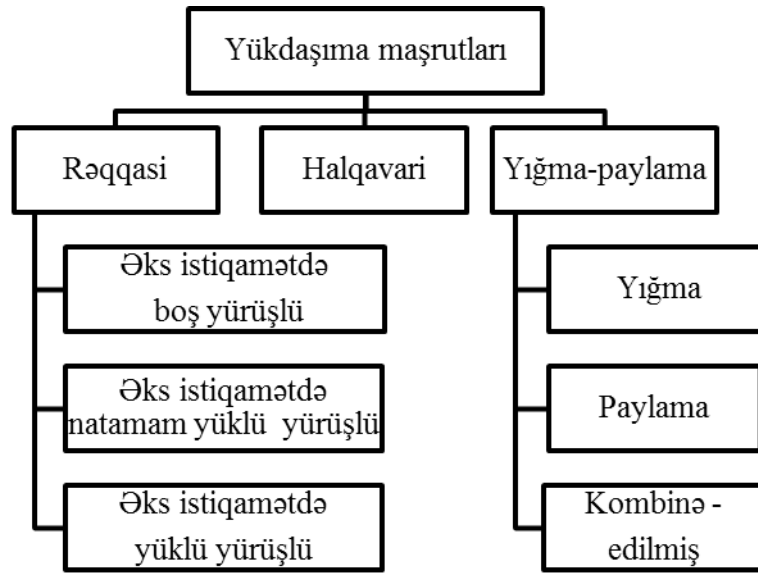 Yükdaşıma maşrutları
Rəqqasi
Halqavari
Yığma-paylama
Əks istiqamətdə
boş yürüşlü
Əks istiqamətdə
natamam yüklü yürüşlü
Əks istiqamətdə
yüklü yürüşlü
Yığma
Paylama
Kombinə -
edilmiş